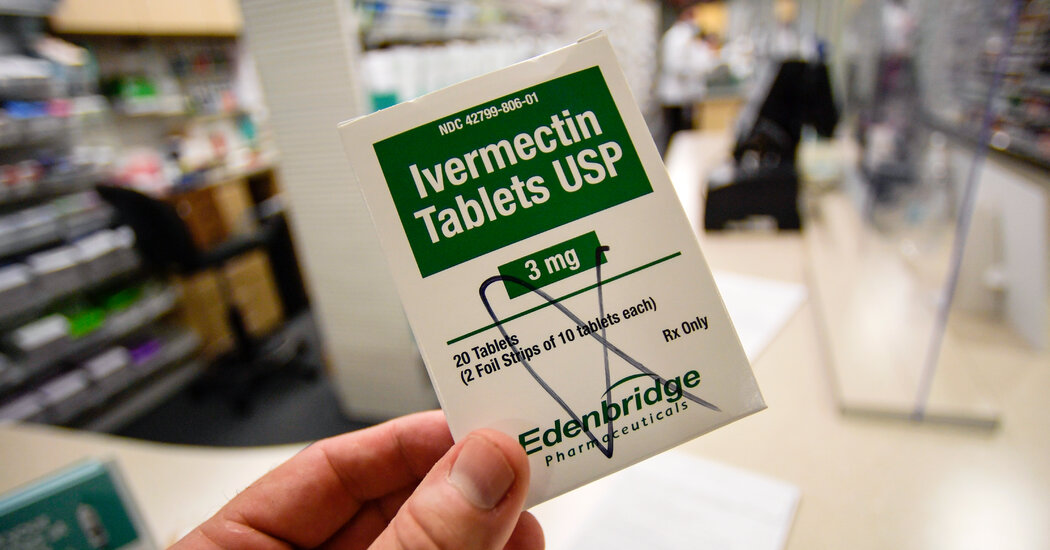 NDC 42799-806-01
Ivermectin
Tablets USP
3 mg
20 Tablets
(2 Foil Strips of 10 tablets each)
Rx Only
Edenbridge
Pharmaceuticals